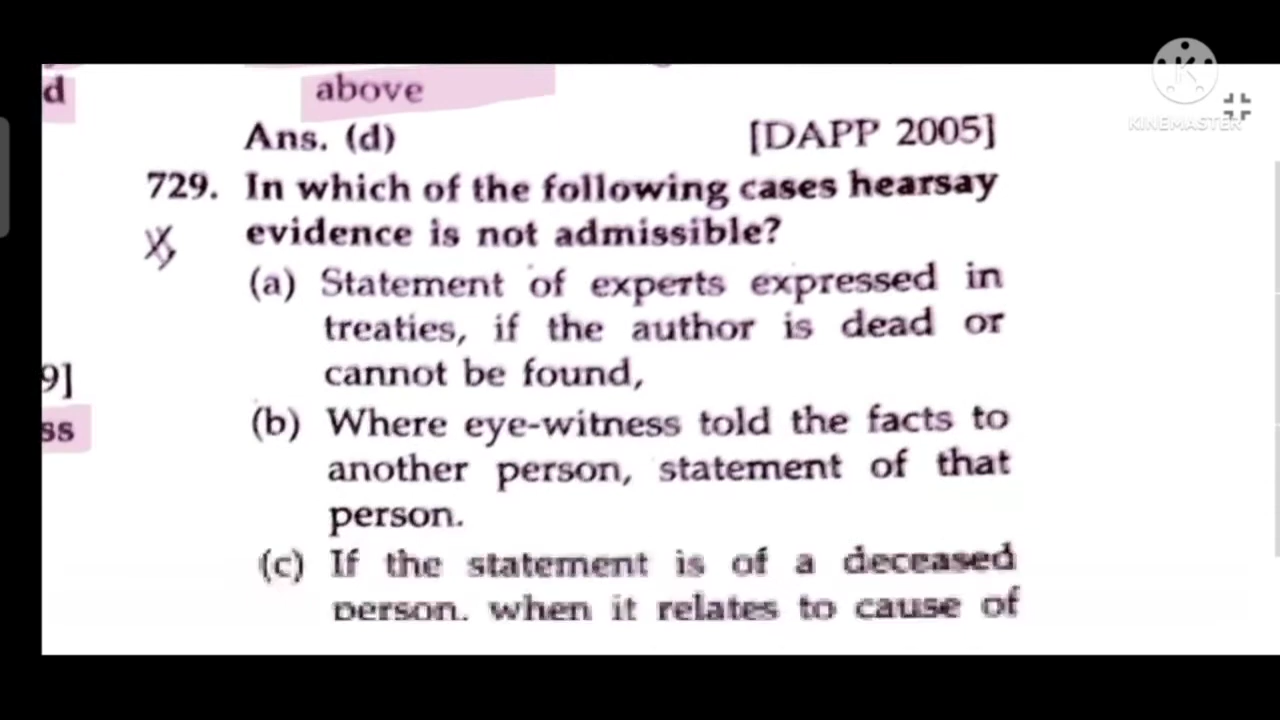 d
above
KINEMASTER
Ans. (d) [DAPP 2005]
729. In which of the following cases hearsay
evidence is not admissible?
(a) Statement of experts expressed in
treaties, if the author is dead or
cannot be found,
9]
(b) Where eye-witness told the facts to
ss
another person, statement of that
person.
(c) If the statement is of a deceased
person, when it relates to cause of